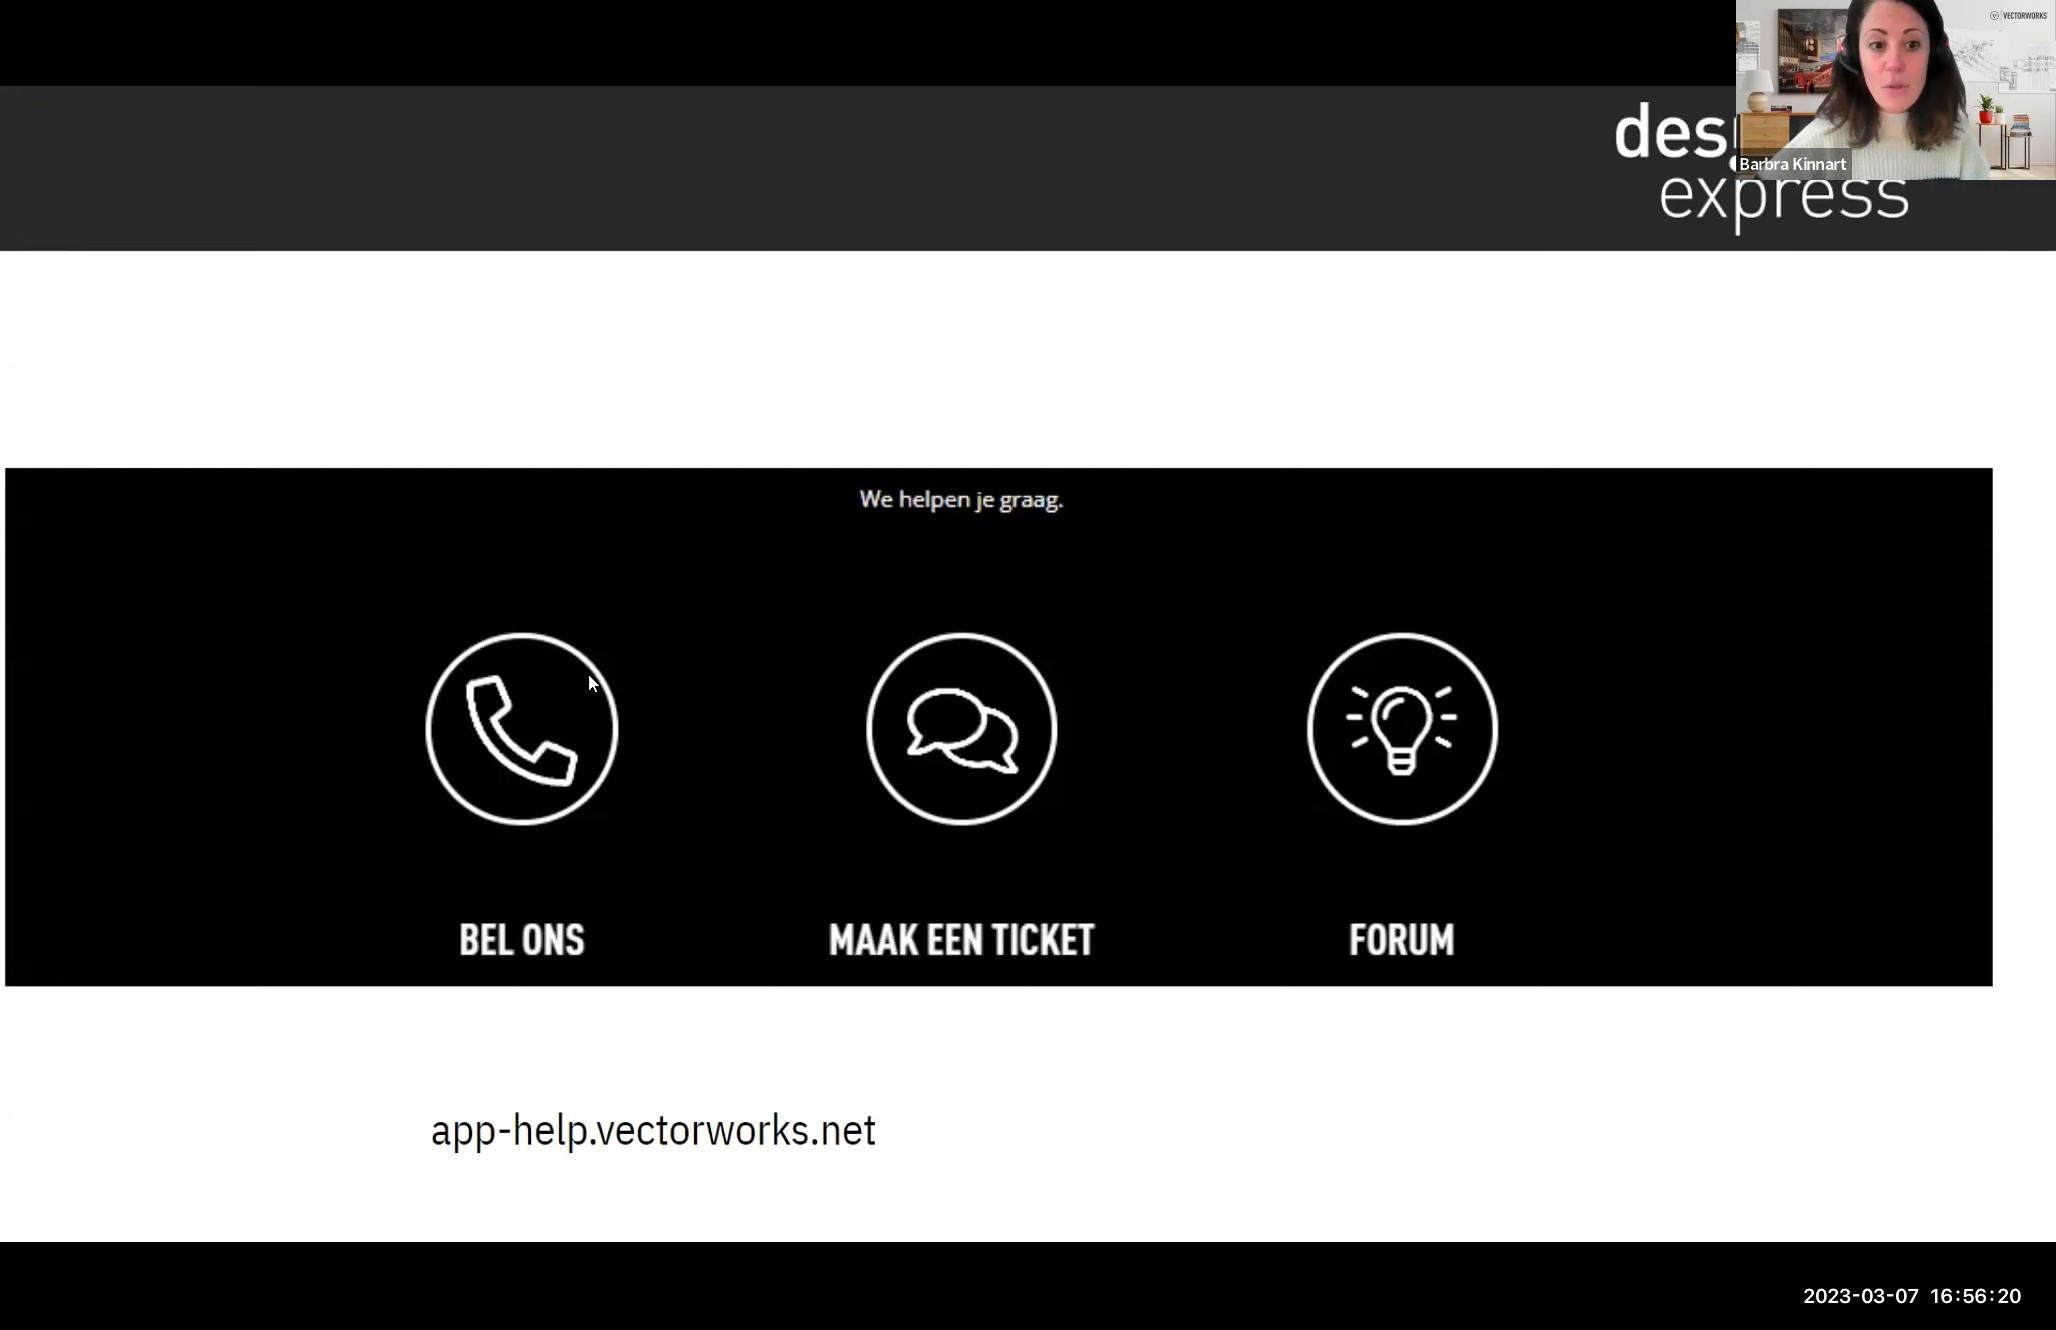 VECTORWORKS
Barbra Kinnart
express
We helpen je graag.
BEL ONS
MAAK EEN TICKET
FORUM
app-help.vectorworks.net
2023-03-07 16:56:20